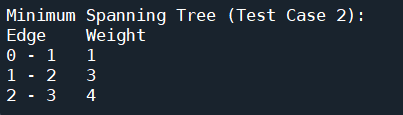 Minimum Spanning Tree (Test Case 2):
Edge    Weight
0 - 1   1
1 - 2   3
2 - 3   4